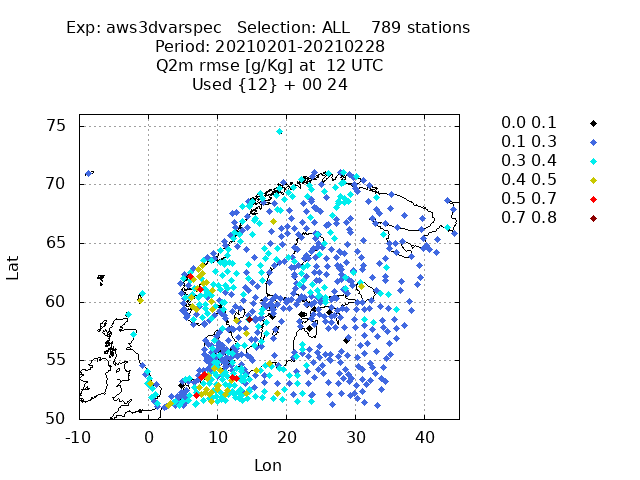 Exp: aws3dvarspec Selection: ALL 789 stations
Period: 20210201-20210228
Q2m rmse [g/Kg] at 12 UTC
Used {12} + 00 24
0.0 0.1
0.1 0.3
0.3 0.4
0.4 0.5
0.5 0.7
0.7 0.8
75
70
65
60
55
50
Lat
-10 0 10 20 30 40
Lon